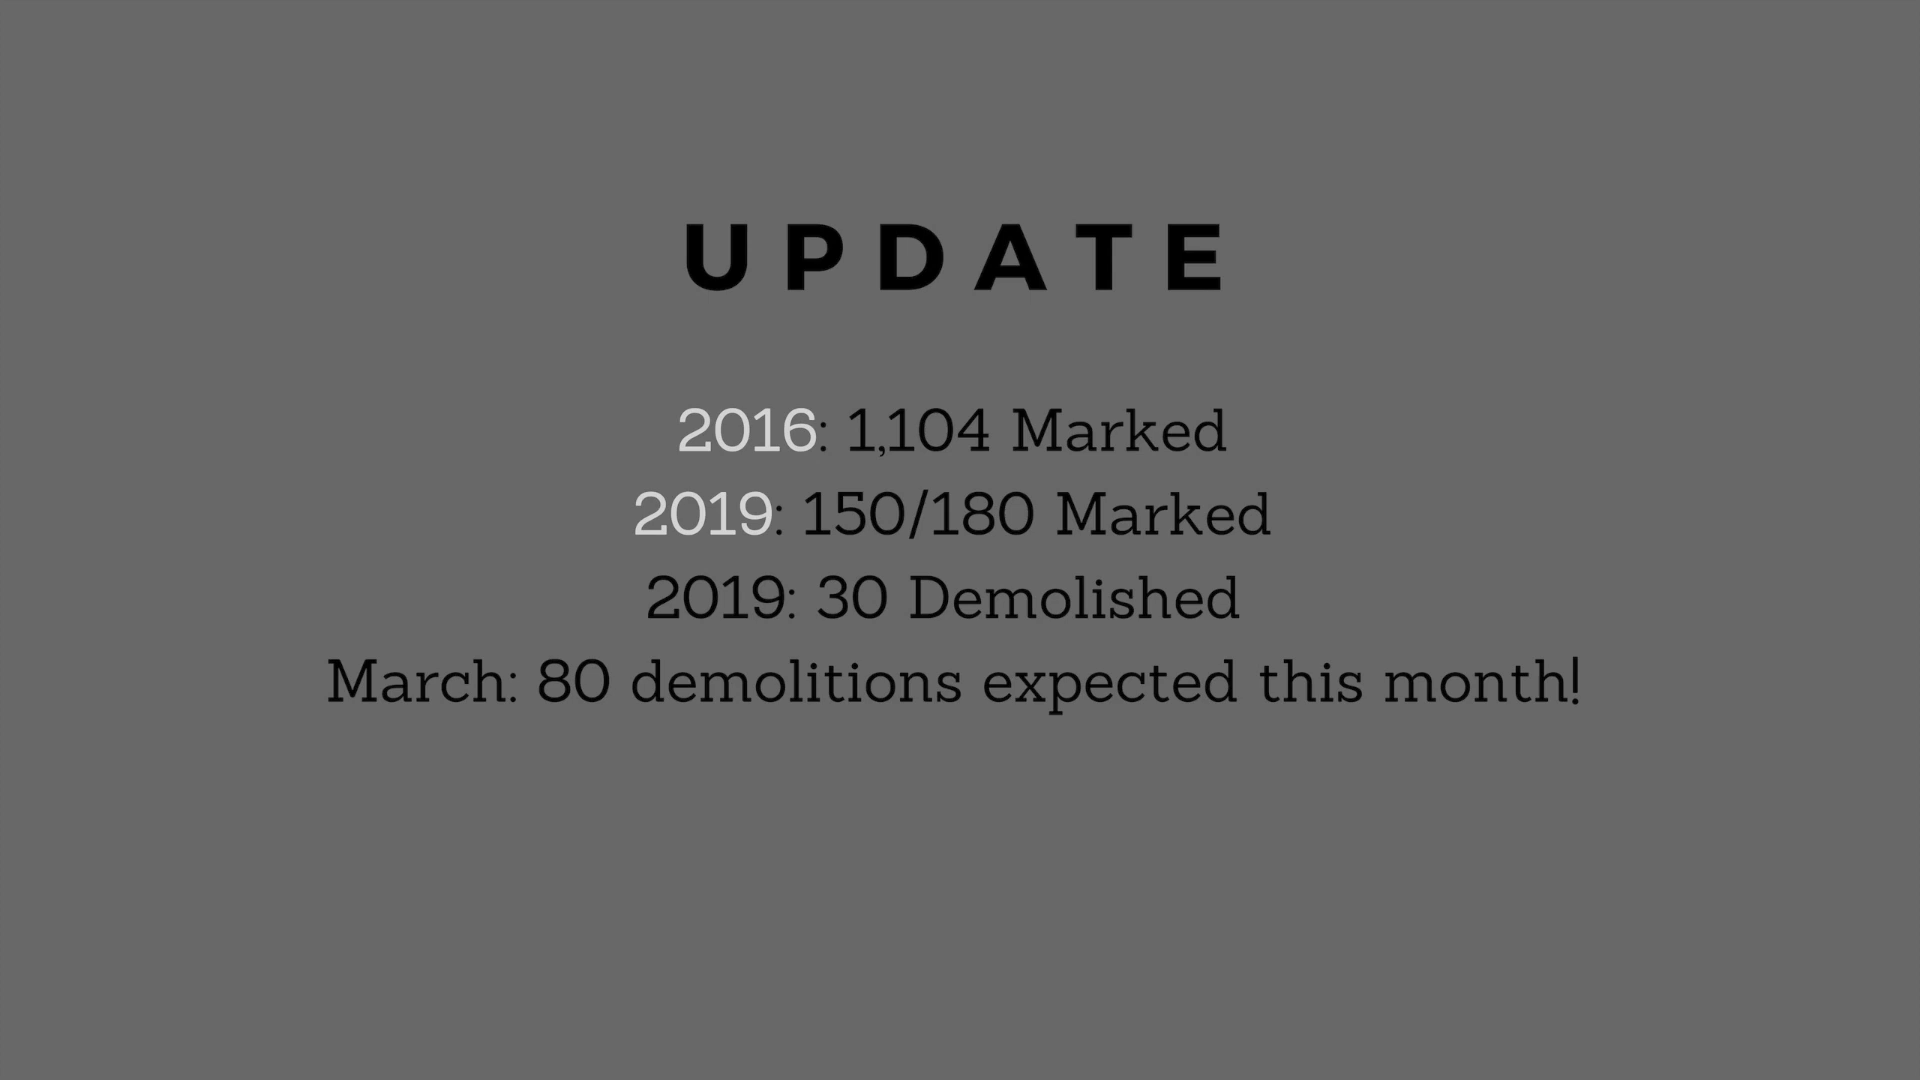 UPDATE
2016: 1,104 Marked
2019: 150/180 Marked
2019: 30 Demolished
March: 80 demolitions expected this month!